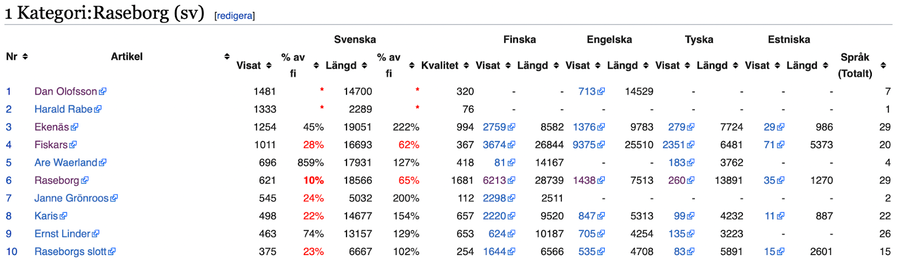 1 Kategori:Raseborg (sv) [redigera]
Svenska Finska Engelska Tyska Estniska
Nr Artikel Visat % av fi Längd % av fi Kvalitet Visat Längd Visat Längd Visat Längd Visat Längd Språk (Totalt)
1 Dan Olofsson 1481 * 14700 * 320 - - 713 14529 - - - - 7
2 Harald Rabe 1333 * 2289 * 76 - - - - - - - - 1
3 Ekenäs 1254 45% 19051 222% 994 2759 8582 1376 9783 279 7724 29 986 29
4 Fiskars 1011 28% 16693 62% 367 3674 26844 9375 25510 2351 6481 71 5373 20
5 Are Waerland 696 859% 17931 127% 418 81 14167 - - 183 3762 - - 4
6 Raseborg 621 10% 18566 65% 1681 6213 28739 1438 7513 260 13891 35 1270 29
7 Janne Grönroos 545 24% 5032 200% 112 2298 2511 - - - - - - 2
8 Karis 498 22% 14677 154% 657 2220 9520 847 5313 99 4232 11 887 22
9 Ernst Linder 463 74% 13157 129% 653 624 10187 705 4254 135 3223 - - 26
10 Raseborgs slott 375 23% 6667 102% 254 1644 6566 535 4708 83 5891 15 2601 15